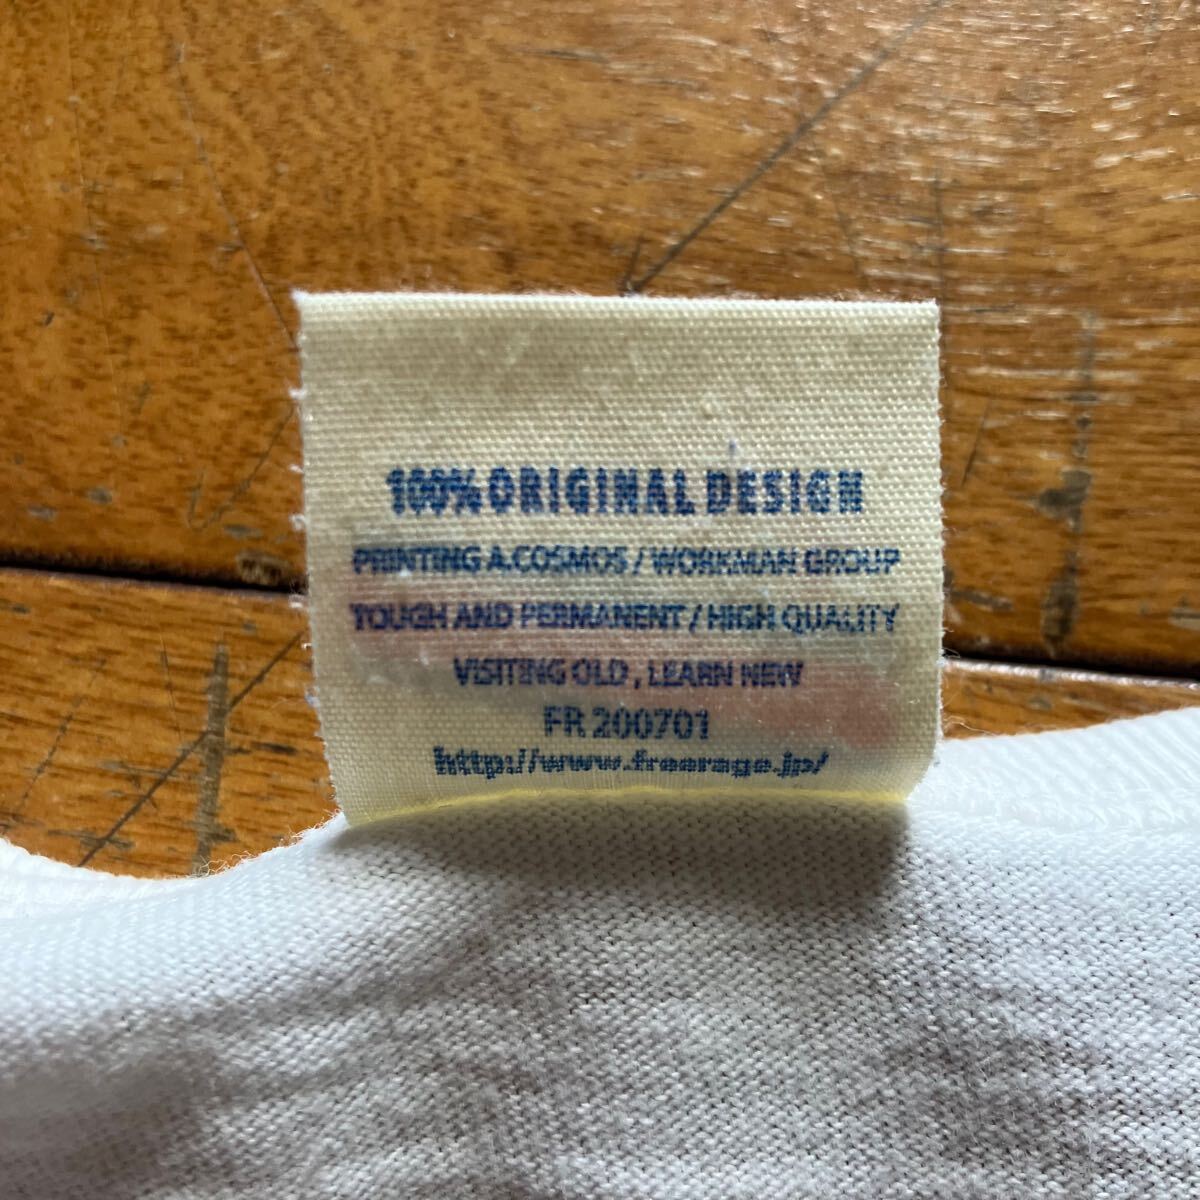 100% ORIGINAL DESIGN
PRINTING A.COSMOS / WORKMAN GROUP
TOUGH AND PERMANENT / HIGH QUALITY
VISITING OLD , LEARN NEW
FR 200701
http://www.freerage.jp/